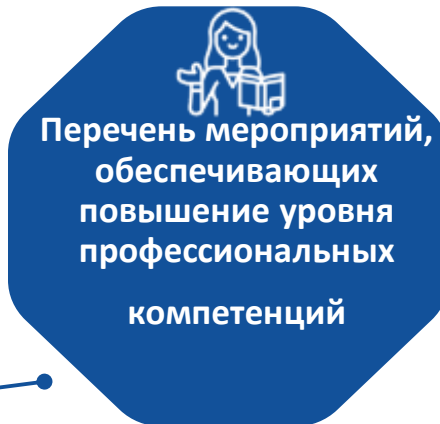 Перечень мероприятий,
обеспечивающих
повышение уровня
профессиональных
компетенций